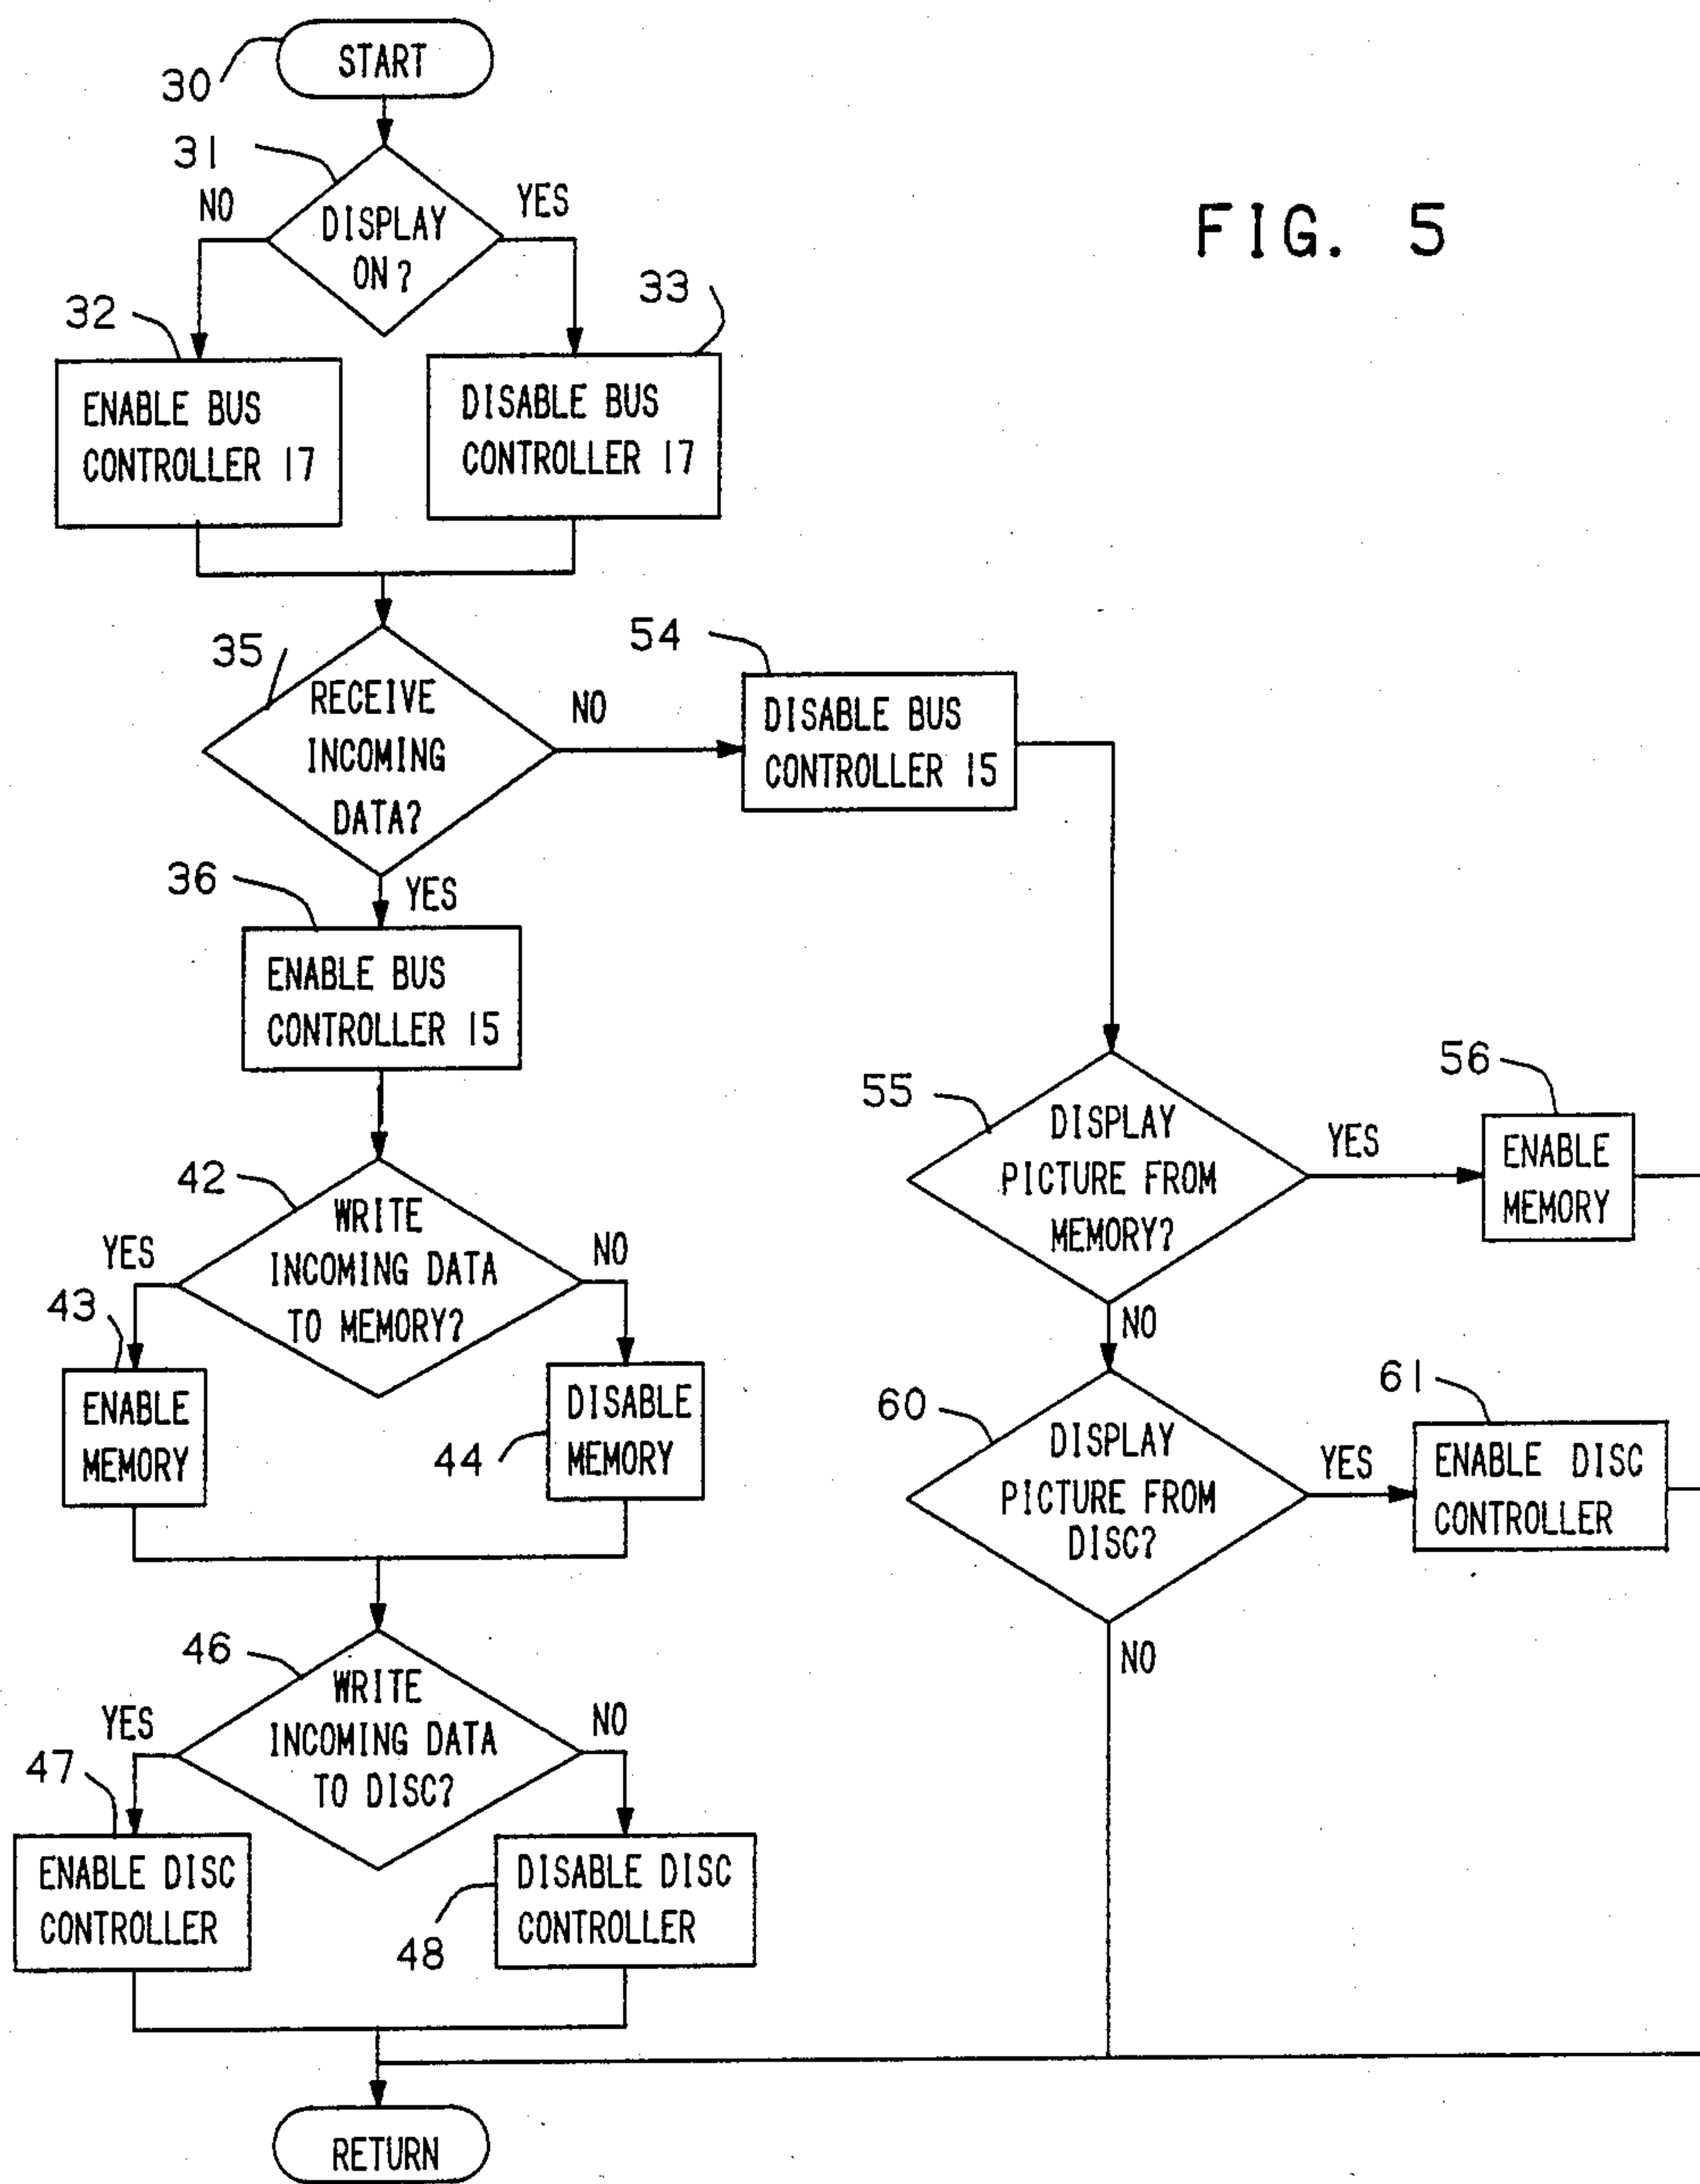 30
START
31
NO
YES
DISPLAY
ON?
FIG. 5
32
33
ENABLE BUS
CONTROLLER 17
DISABLE BUS
CONTROLLER 17
35
RECEIVE
INCOMING
DATA?
NO
54
DISABLE BUS
CONTROLLER 15
36
YES
ENABLE BUS
CONTROLLER 15
42
WRITE
INCOMING DATA
TO MEMORY?
YES
NO
43
ENABLE
MEMORY
44
DISABLE
MEMORY
55
DISPLAY
PICTURE FROM
MEMORY?
YES
56
ENABLE
MEMORY
NO
60
DISPLAY
PICTURE FROM
DISC?
YES
61
ENABLE DISC
CONTROLLER
NO
46
WRITE
INCOMING DATA
TO DISC?
YES
NO
47
ENABLE DISC
CONTROLLER
48
DISABLE DISC
CONTROLLER
RETURN